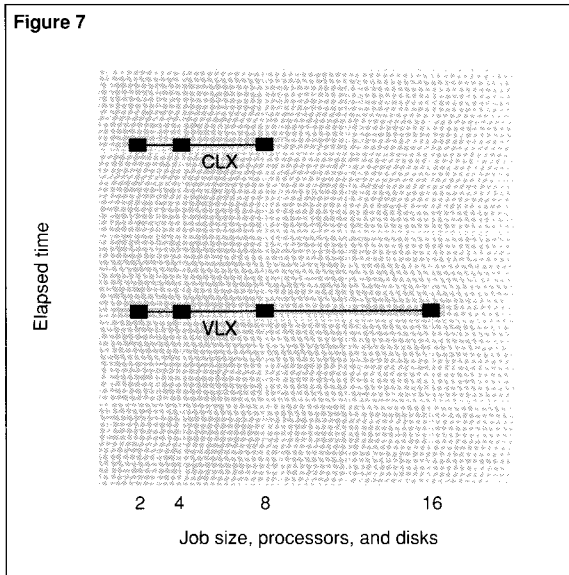 Figure 7
CLX
Elapsed time
VLX
2 4 8 16
Job size, processors, and disks